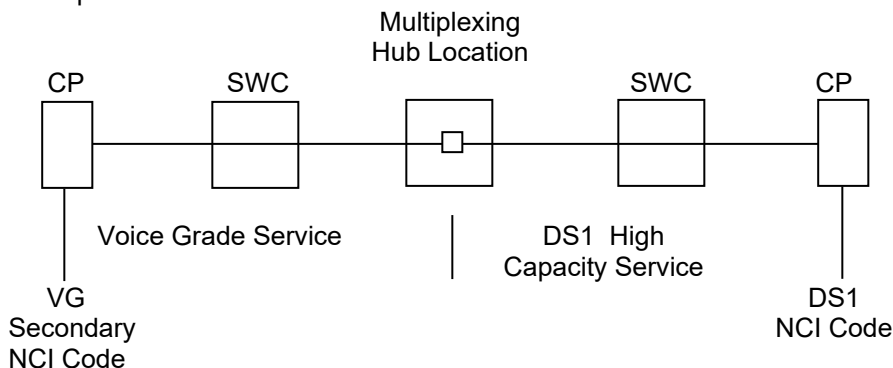 Multiplexing
Hub Location
CP
SWC
SWC
CP
Voice Grade Service
DS1 High
Capacity Service
VG
Secondary
NCI Code
DS1
NCI Code